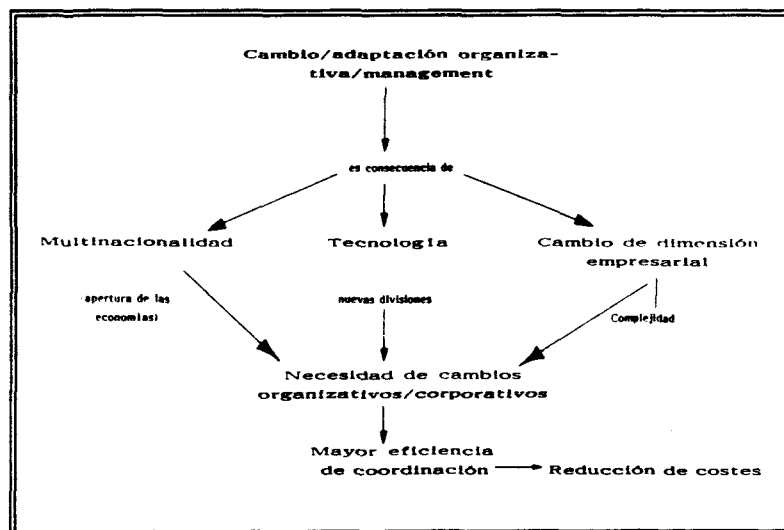 Cambio/adaptación organiza-
tiva/management
es consecuencia de
Multinacionalidad
Tecnología
Cambio de dimensión
empresarial
apertura de las
economías)
nuevas divisiones
Complejidad
Necesidad de cambios
organizativos/corporativos
Mayor eficiencia
de coordinación
Reducción de costes